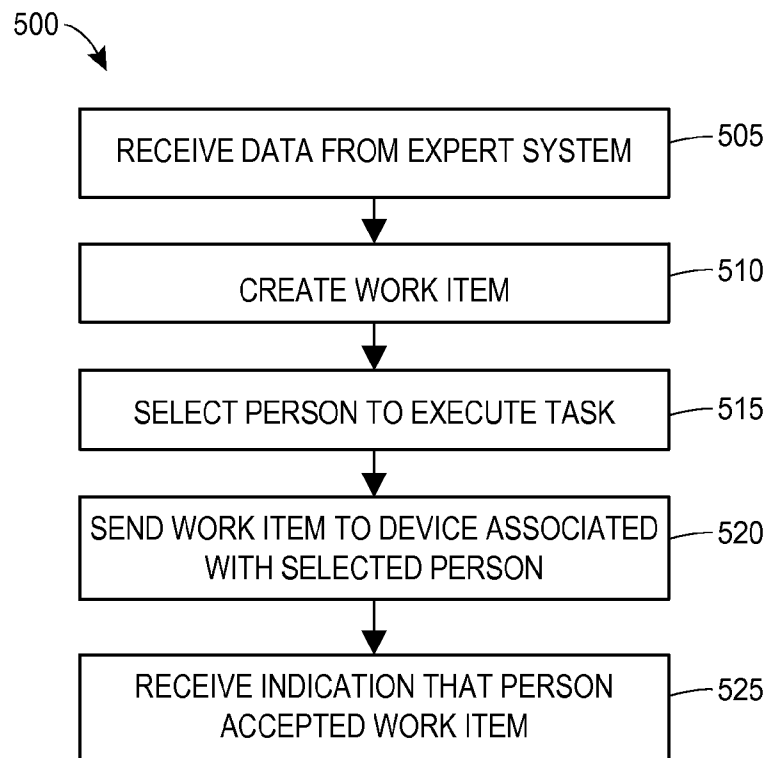 500
RECEIVE DATA FROM EXPERT SYSTEM
505
CREATE WORK ITEM
510
SELECT PERSON TO EXECUTE TASK
515
SEND WORK ITEM TO DEVICE ASSOCIATED
WITH SELECTED PERSON
520
RECEIVE INDICATION THAT PERSON
ACCEPTED WORK ITEM
525